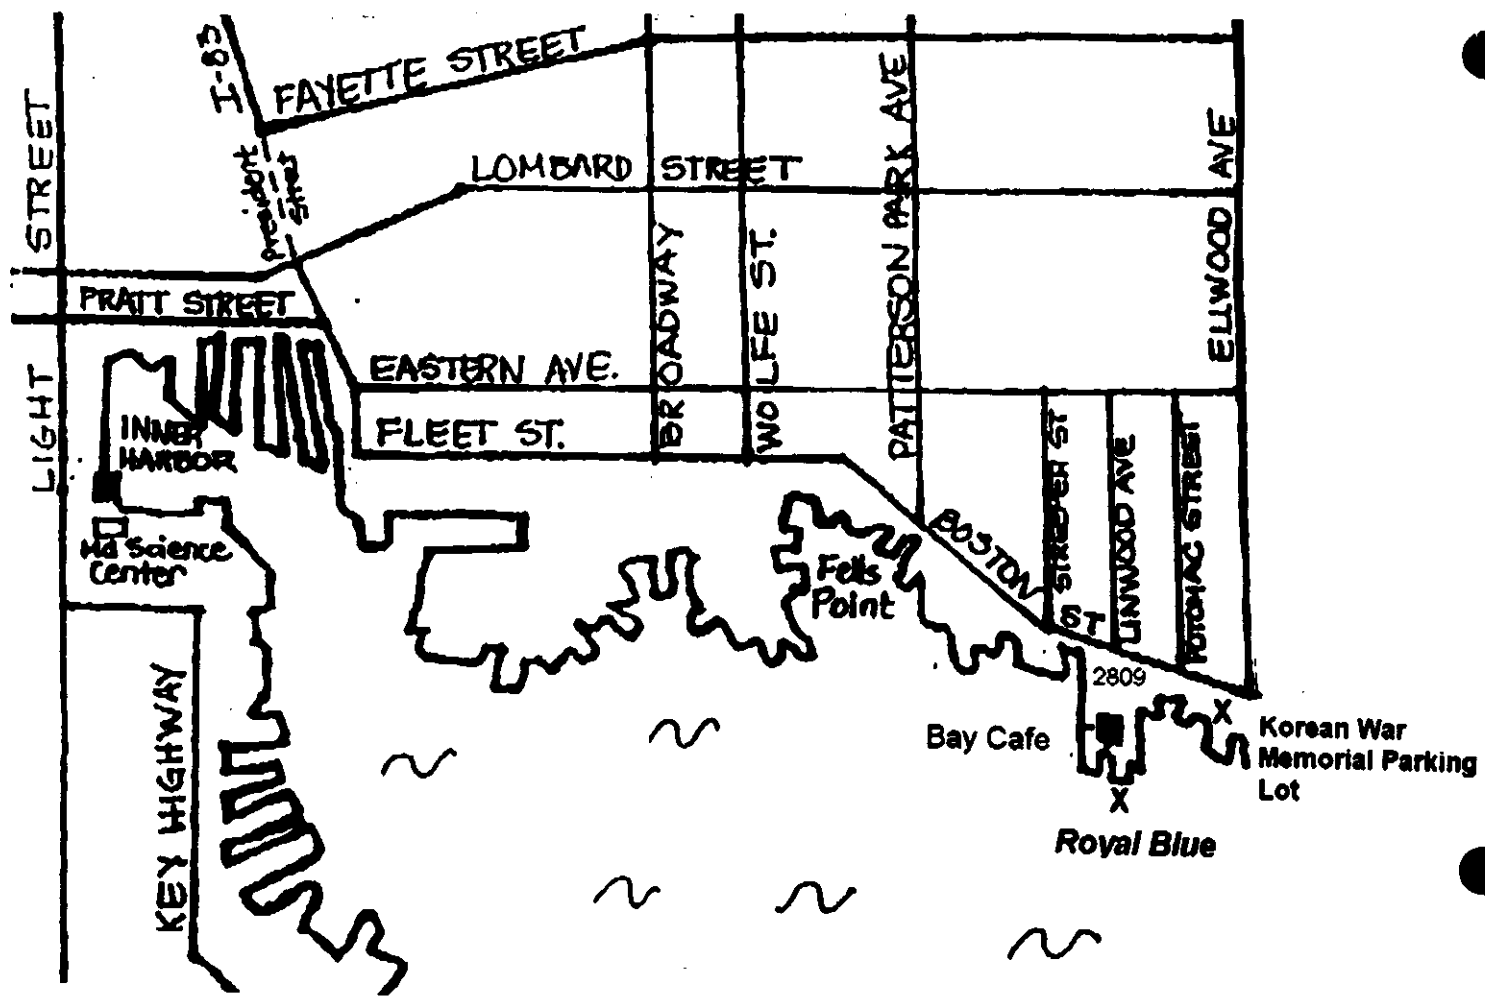 I-83
FAYETTE STREET
President
Street
LOMBARD STREET
LIGHT STREET
PRATT STREET
EASTERN AVE.
FLEET ST.
BROADWAY
WOLFE ST.
PATTERSON PARK AVE
ELLWOOD AVE
INNER
HARBOR
Md Science
Center
KEY HIGHWAY
Fells
Point
BOSTON ST
STREEPER ST
LINWOOD AVE
POTOMAC STREET
2809
Bay Cafe
X
Korean War
Memorial Parking
Lot
X
Royal Blue